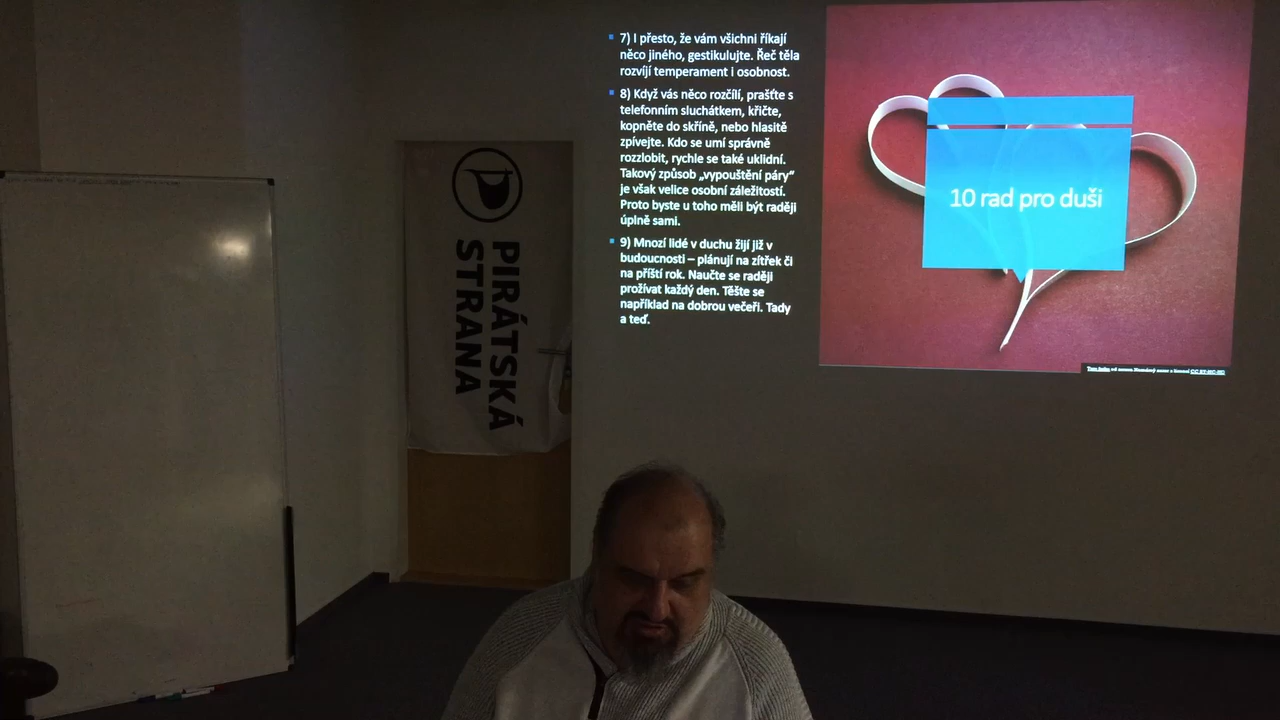 7) I přesto, že vám všichni říkají
něco jiného, gestikulujte. Řeč těla
rozvíjí temperament i osobnost.
8) Když vás něco rozčílí, prašťte s
telefonním sluchátkem, křičte,
kopněte do skříně, nebo hlasitě
zpívejte. Kdo se umí správně
rozzlobit, rychle se také uklidní.
Takový způsob „vypouštění páry"
je však velice osobní záležitostí.
Proto byste u toho měli být raději
úplně sami.
9) Mnozí lidé v duchu žijí již v
budoucnosti – plánují na zítřek či
na příští rok. Naučte se raději
prožívat každý den. Těšte se
například na dobrou večeři. Tady
a teď.
10 rad pro duši
PIRÁTSKÁ
STRANA